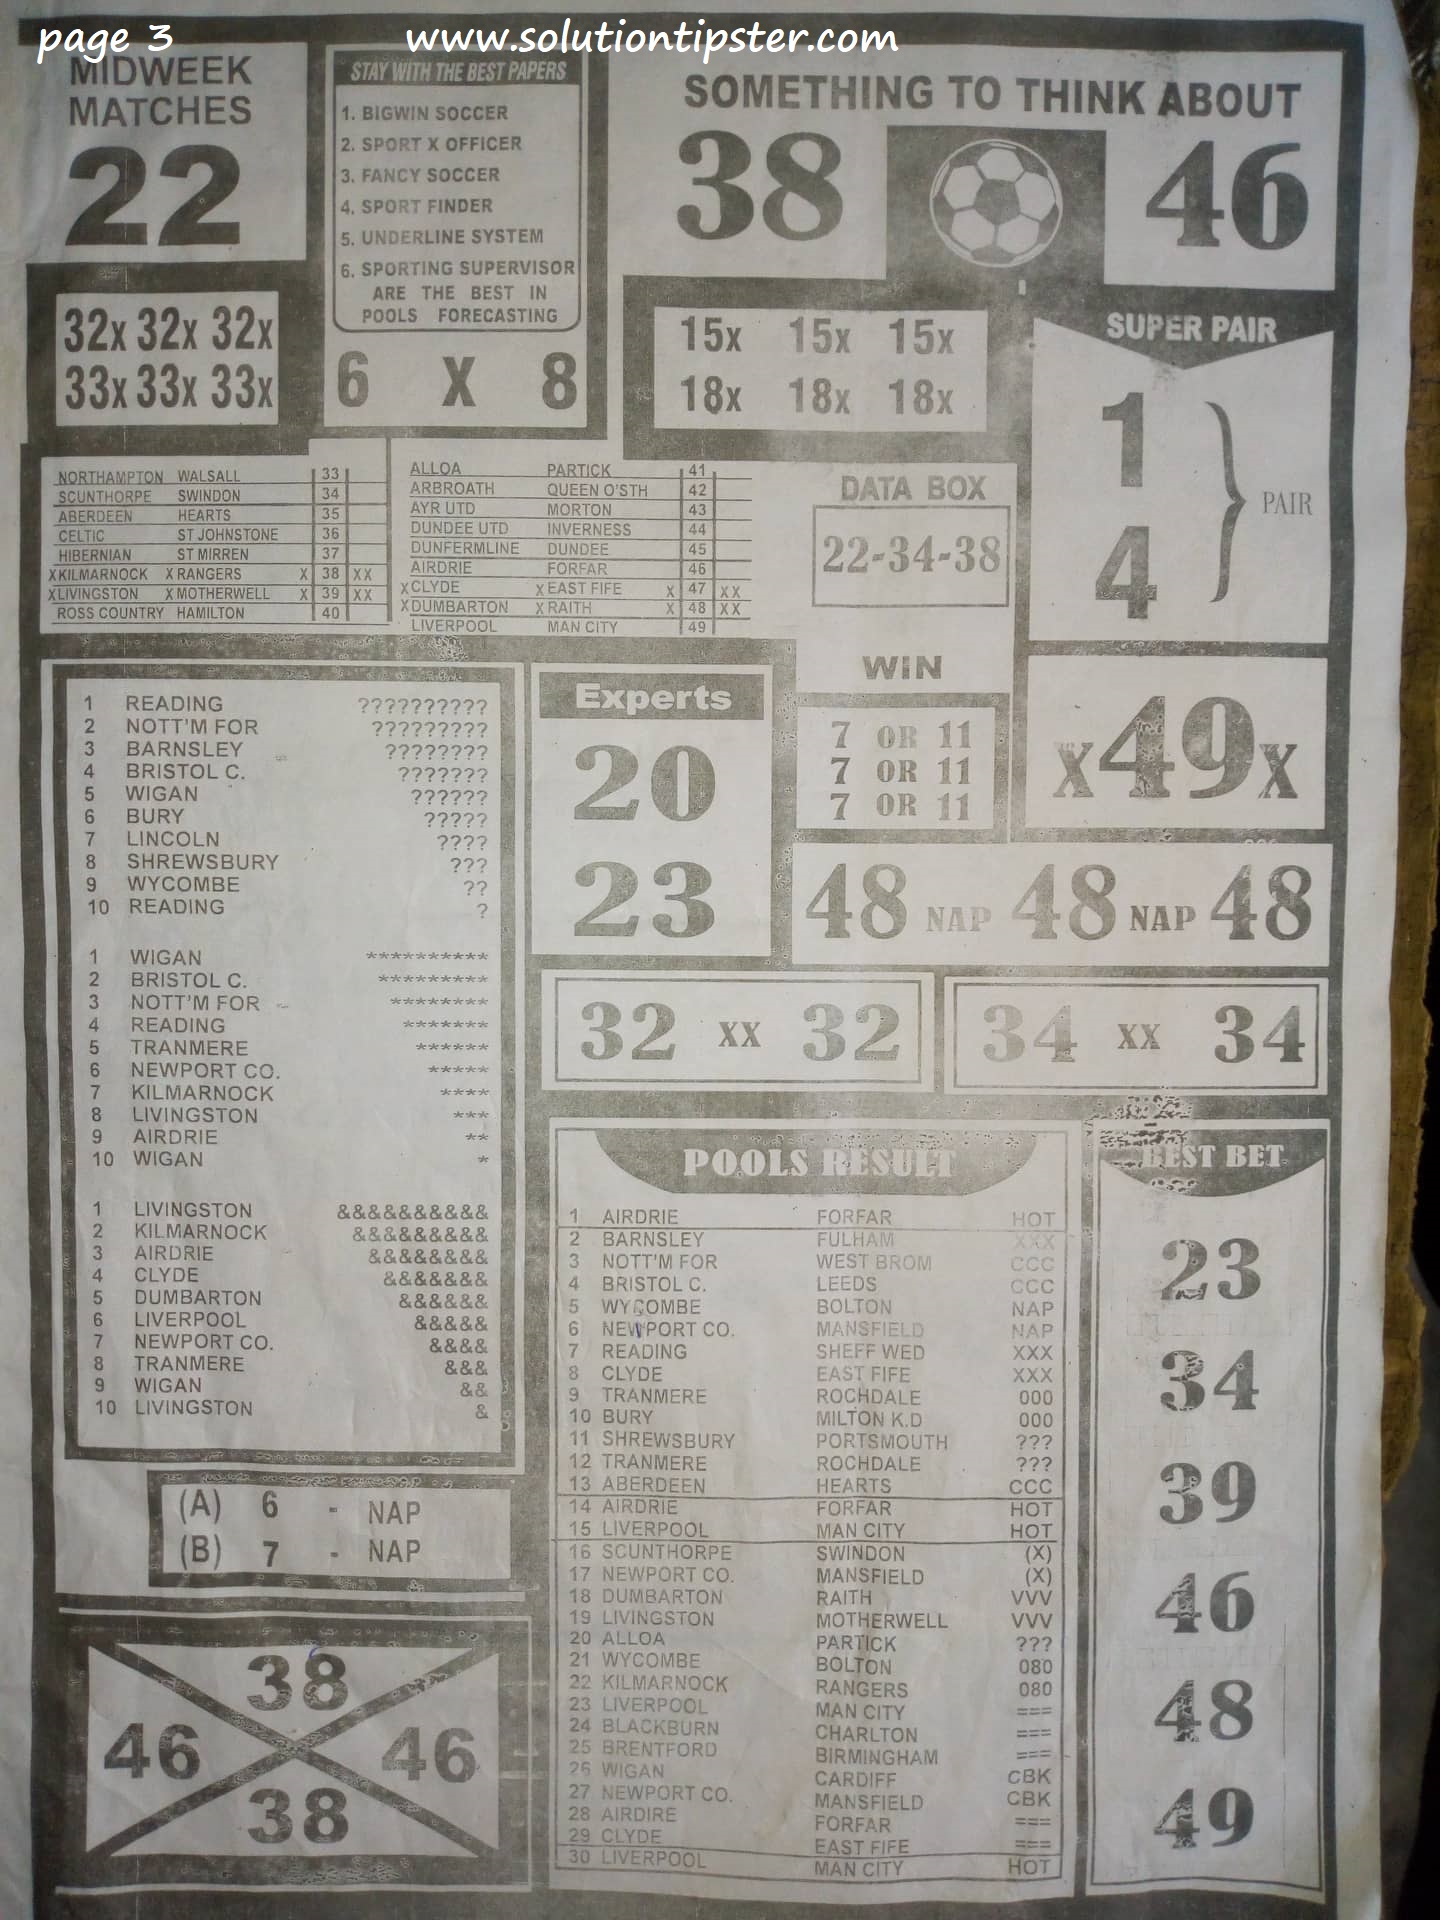 page 3
www.solutiontipster.com
MIDWEEK
MATCHES
22
STAY WITH THE BEST PAPERS
1. BIGWIN SOCCER
2. SPORT X OFFICER
3. FANCY SOCCER
4. SPORT FINDER
5. UNDERLINE SYSTEM
6. SPORTING SUPERVISOR
ARE THE BEST IN
POOLS FORECASTING
6 X 8
SOMETHING TO THINK ABOUT
38 46
32x 32x 32x
33x 33x 33x
15x 15x 15x
18x 18x 18x
SUPER PAIR
1
4
PAIR
NORTHAMPTON WALSALL 33
SCUNTHORPE SWINDON 34
ABERDEEN HEARTS 35
CELTIC ST JOHNSTONE 36
HIBERNIAN ST MIRREN 37
XKILMARNOCK XRANGERS X 38 XX
XLIVINGSTON XMOTHERWELL X 39 XX
ROSS COUNTRY HAMILTON 40
ALLOA PARTICK 41
ARBROATH QUEEN O'STH 42
AYR UTD MORTON 43
DUNDEE UTD INVERNESS 44
DUNFERMLINE DUNDEE 45
AIRDRIE FORFAR 46
XCLYDE XEAST FIFE X 47 XX
XDUMBARTON XRAITH X 48 XX
LIVERPOOL MAN CITY 49
DATA BOX
22-34-38
WIN
7 OR 11
7 OR 11
7 OR 11
X49X
1 READING ??????????
2 NOTT'M FOR ?????????
3 BARNSLEY ????????
4 BRISTOL C. ???????
5 WIGAN ??????
6 BURY ?????
7 LINCOLN ????
8 SHREWSBURY ???
9 WYCOMBE ??
10 READING ?
1 WIGAN **********
2 BRISTOL C. *********
3 NOTT'M FOR ********
4 READING *******
5 TRANMERE ******
6 NEWPORT CO. *****
7 KILMARNOCK ****
8 LIVINGSTON ***
9 AIRDRIE **
10 WIGAN *
1 LIVINGSTON &&&&&&&&&&
2 KILMARNOCK &&&&&&&&&
3 AIRDRIE &&&&&&&&
4 CLYDE &&&&&&&
5 DUMBARTON &&&&&&
6 LIVERPOOL &&&&&
7 NEWPORT CO. &&&&
8 TRANMERE &&&
9 WIGAN &&
10 LIVINGSTON &
Experts
20
23
48 NAP 48 NAP 48
32 XX 32
34 XX 34
(A) 6 - NAP
(B) 7 - NAP
38
46 46
38
POOLS RESULT
1 AIRDRIE FORFAR HOT
2 BARNSLEY FULHAM XXX
3 NOTT'M FOR WEST BROM CCC
4 BRISTOL C. LEEDS CCC
5 WYCOMBE BOLTON NAP
6 NEWPORT CO. MANSFIELD NAP
7 READING SHEFF WED XXX
8 CLYDE EAST FIFE XXX
9 TRANMERE ROCHDALE 000
10 BURY MILTON K.D 000
11 SHREWSBURY PORTSMOUTH ???
12 TRANMERE ROCHDALE ???
13 ABERDEEN HEARTS CCC
14 AIRDRIE FORFAR HOT
15 LIVERPOOL MAN CITY HOT
16 SCUNTHORPE SWINDON (X)
17 NEWPORT CO. MANSFIELD (X)
18 DUMBARTON RAITH VVV
19 LIVINGSTON MOTHERWELL VVV
20 ALLOA PARTICK ???
21 WYCOMBE BOLTON 080
22 KILMARNOCK RANGERS 080
23 LIVERPOOL MAN CITY ===
24 BLACKBURN CHARLTON ===
25 BRENTFORD BIRMINGHAM ===
26 WIGAN CARDIFF CBK
27 NEWPORT CO. MANSFIELD CBK
28 AIRDIRE FORFAR ===
29 CLYDE EAST FIFE ===
30 LIVERPOOL MAN CITY HOT
BEST BET
23
34
39
46
48
49